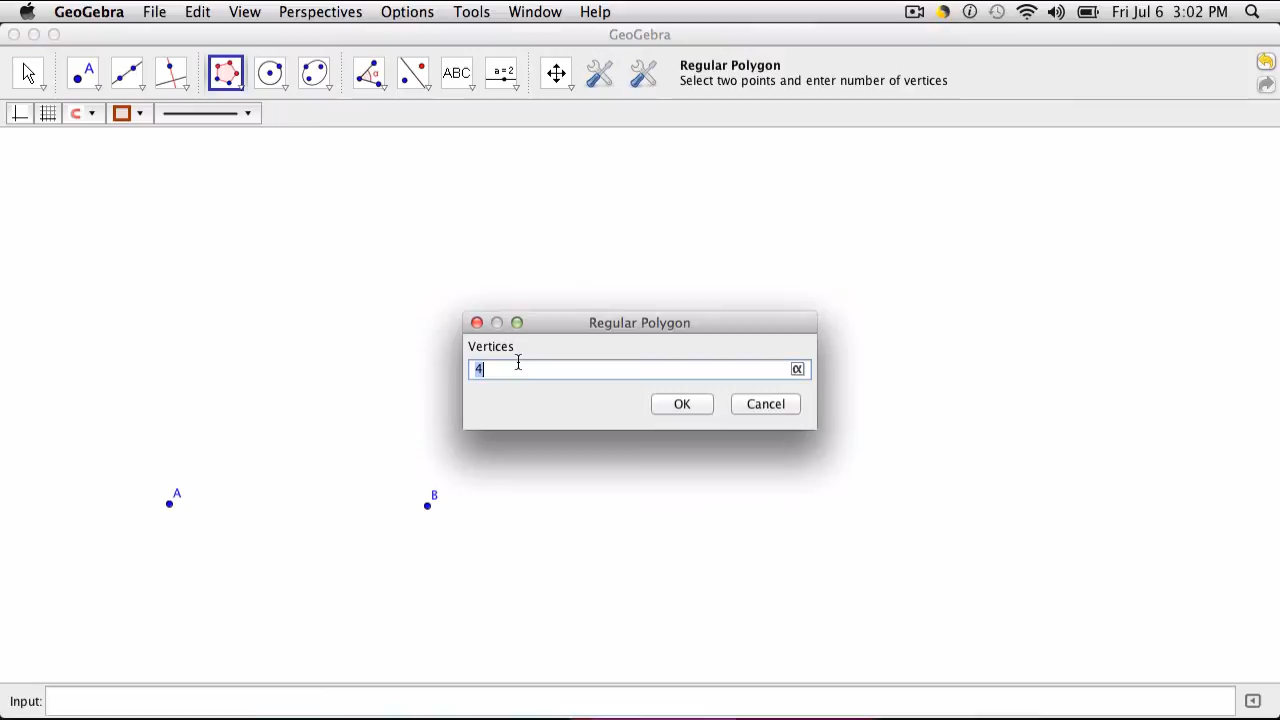 GeoGebra File Edit View Perspectives Options Tools Window Help Fri Jul 6 3:02 PM
GeoGebra
A ABC a=2 α
Regular Polygon
Select two points and enter number of vertices
Regular Polygon
Vertices
4 α
OK Cancel
A
B
Input: